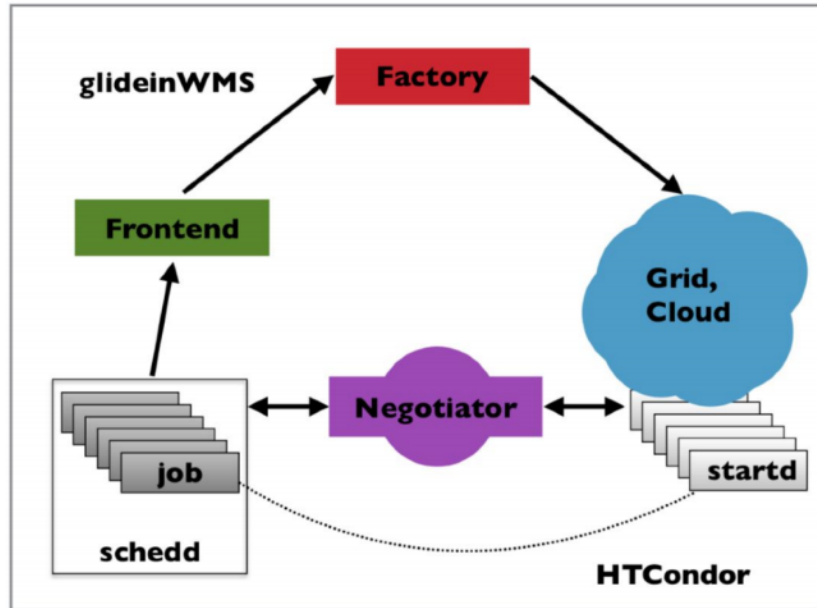 Factory
glideinWMS
Frontend
Grid,
Cloud
Negotiator
job
startd
schedd
HTCondor